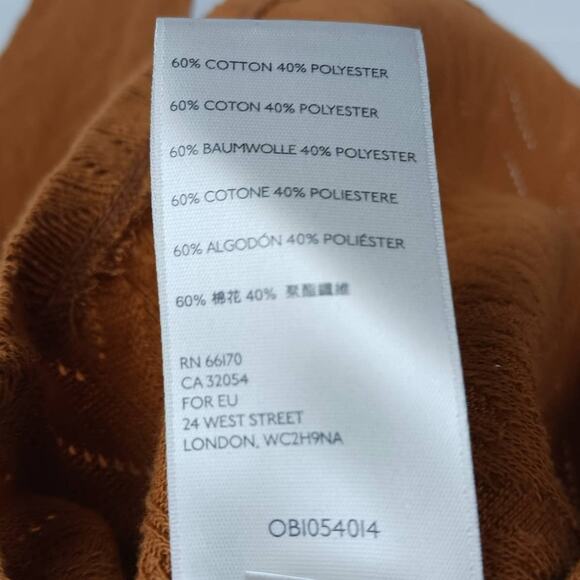 60% COTTON 40% POLYESTER
60% COTON 40% POLYESTER
60% BAUMWOLLE 40% POLYESTER
60% COTONE 40% POLIESTERE
60% ALGODÓN 40% POLIÉSTER
60% 棉花 40% 聚酯纖維
RN 66170
CA 32054
FOR EU
24 WEST STREET
LONDON, WC2H9NA
OB1054014